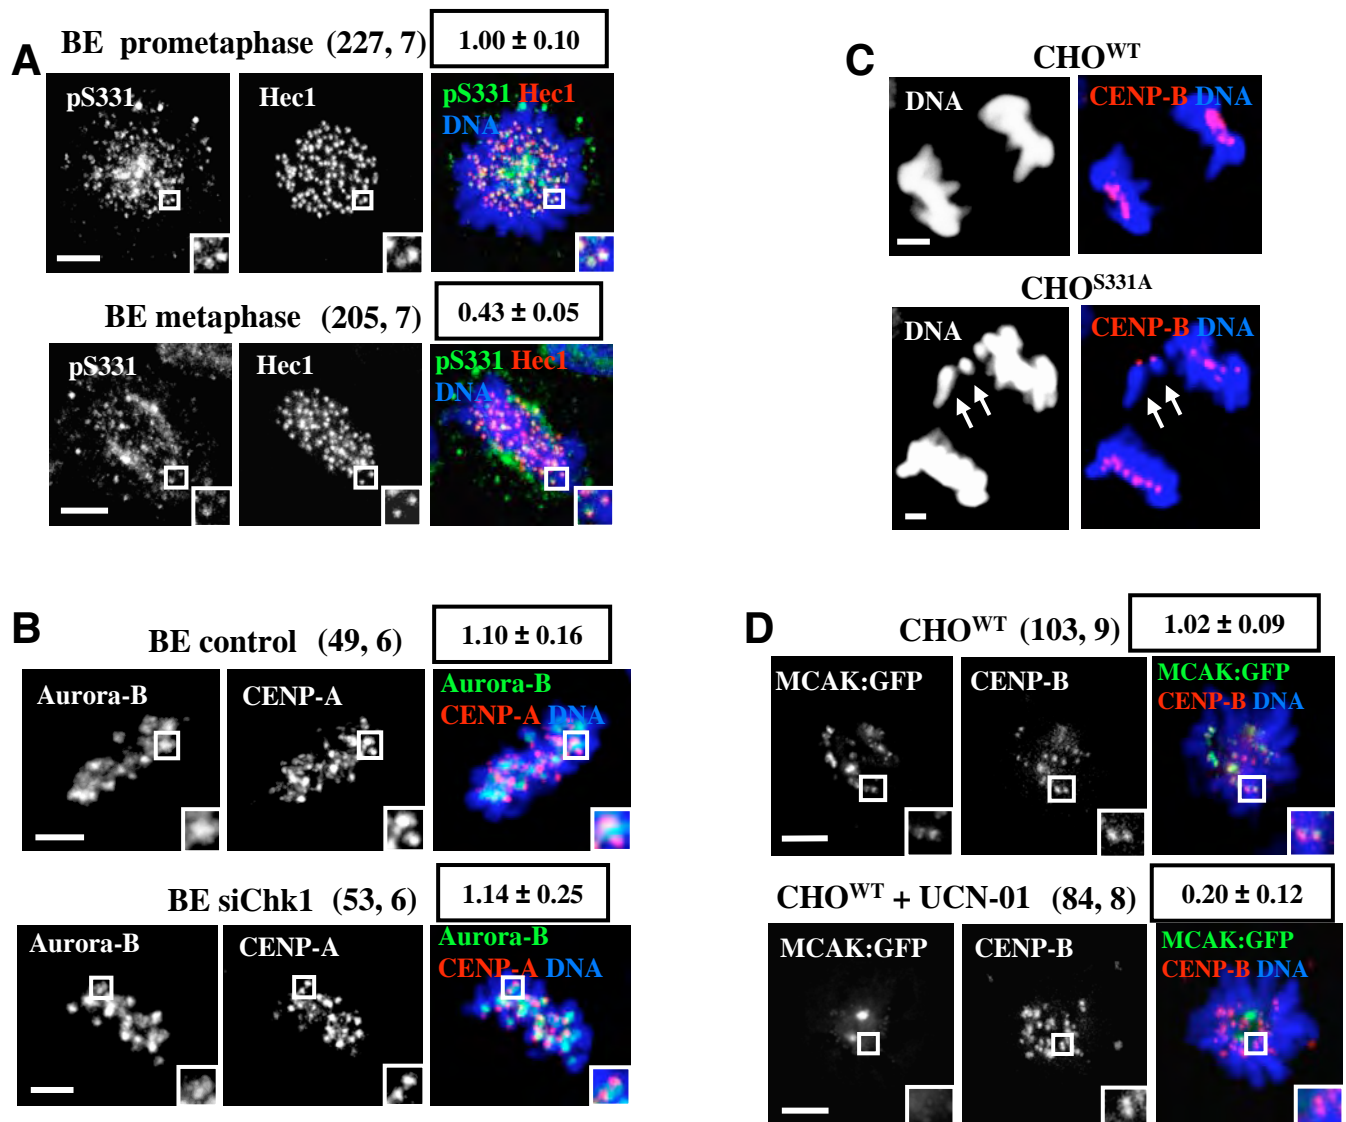 A
BE prometaphase (227, 7)
1.00 ± 0.10
pS331
Hec1
pS331 Hec1
DNA
BE metaphase (205, 7)
0.43 ± 0.05
pS331
Hec1
pS331 Hec1
DNA
B
BE control (49, 6)
1.10 ± 0.16
Aurora-B
CENP-A
Aurora-B
CENP-A DNA
BE siChk1 (53, 6)
1.14 ± 0.25
Aurora-B
CENP-A
Aurora-B
CENP-A DNA
C
CHOWT
DNA
CENP-B DNA
CHOS331A
DNA
CENP-B DNA
D
CHOWT (103, 9)
1.02 ± 0.09
MCAK:GFP
CENP-B
MCAK:GFP
CENP-B DNA
CHOWT + UCN-01 (84, 8)
0.20 ± 0.12
MCAK:GFP
CENP-B
MCAK:GFP
CENP-B DNA